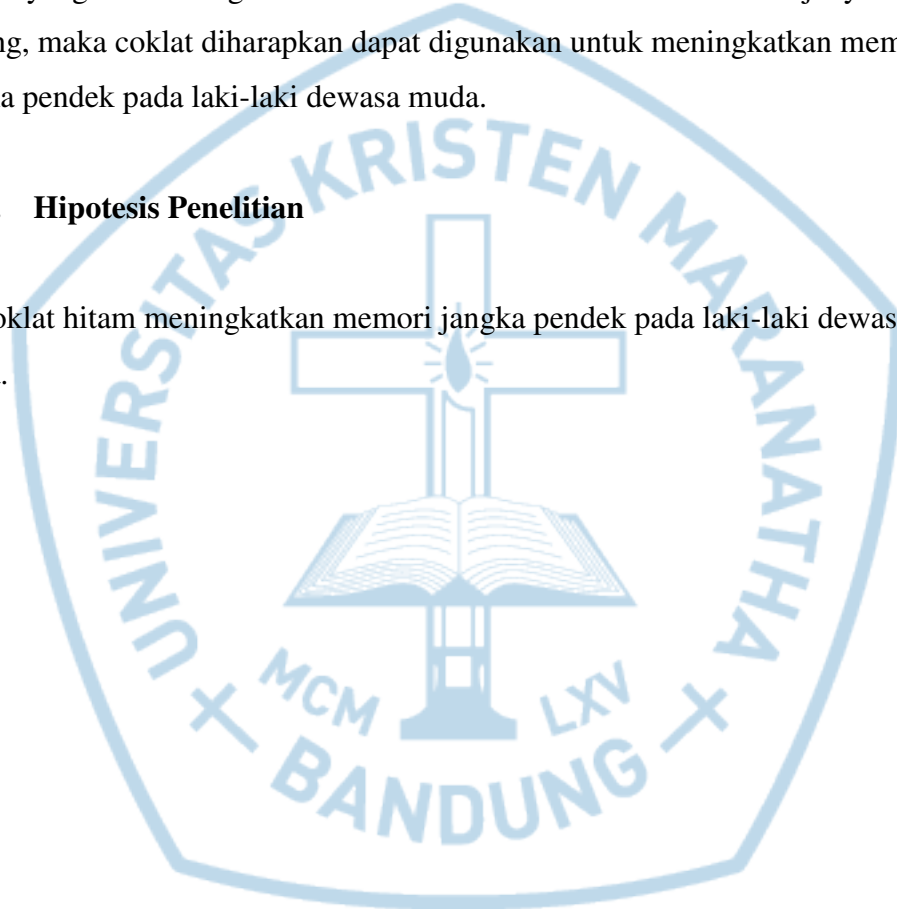 ng, maka coklat diharapkan dapat digunakan untuk meningkatkan mem
a pendek pada laki-laki dewasa muda.
Hipotesis Penelitian
oklat hitam meningkatkan memori jangka pendek pada laki-laki dewas
UNIVERSITAS KRISTEN MARANATHA
MCM LXV
BANDUNG